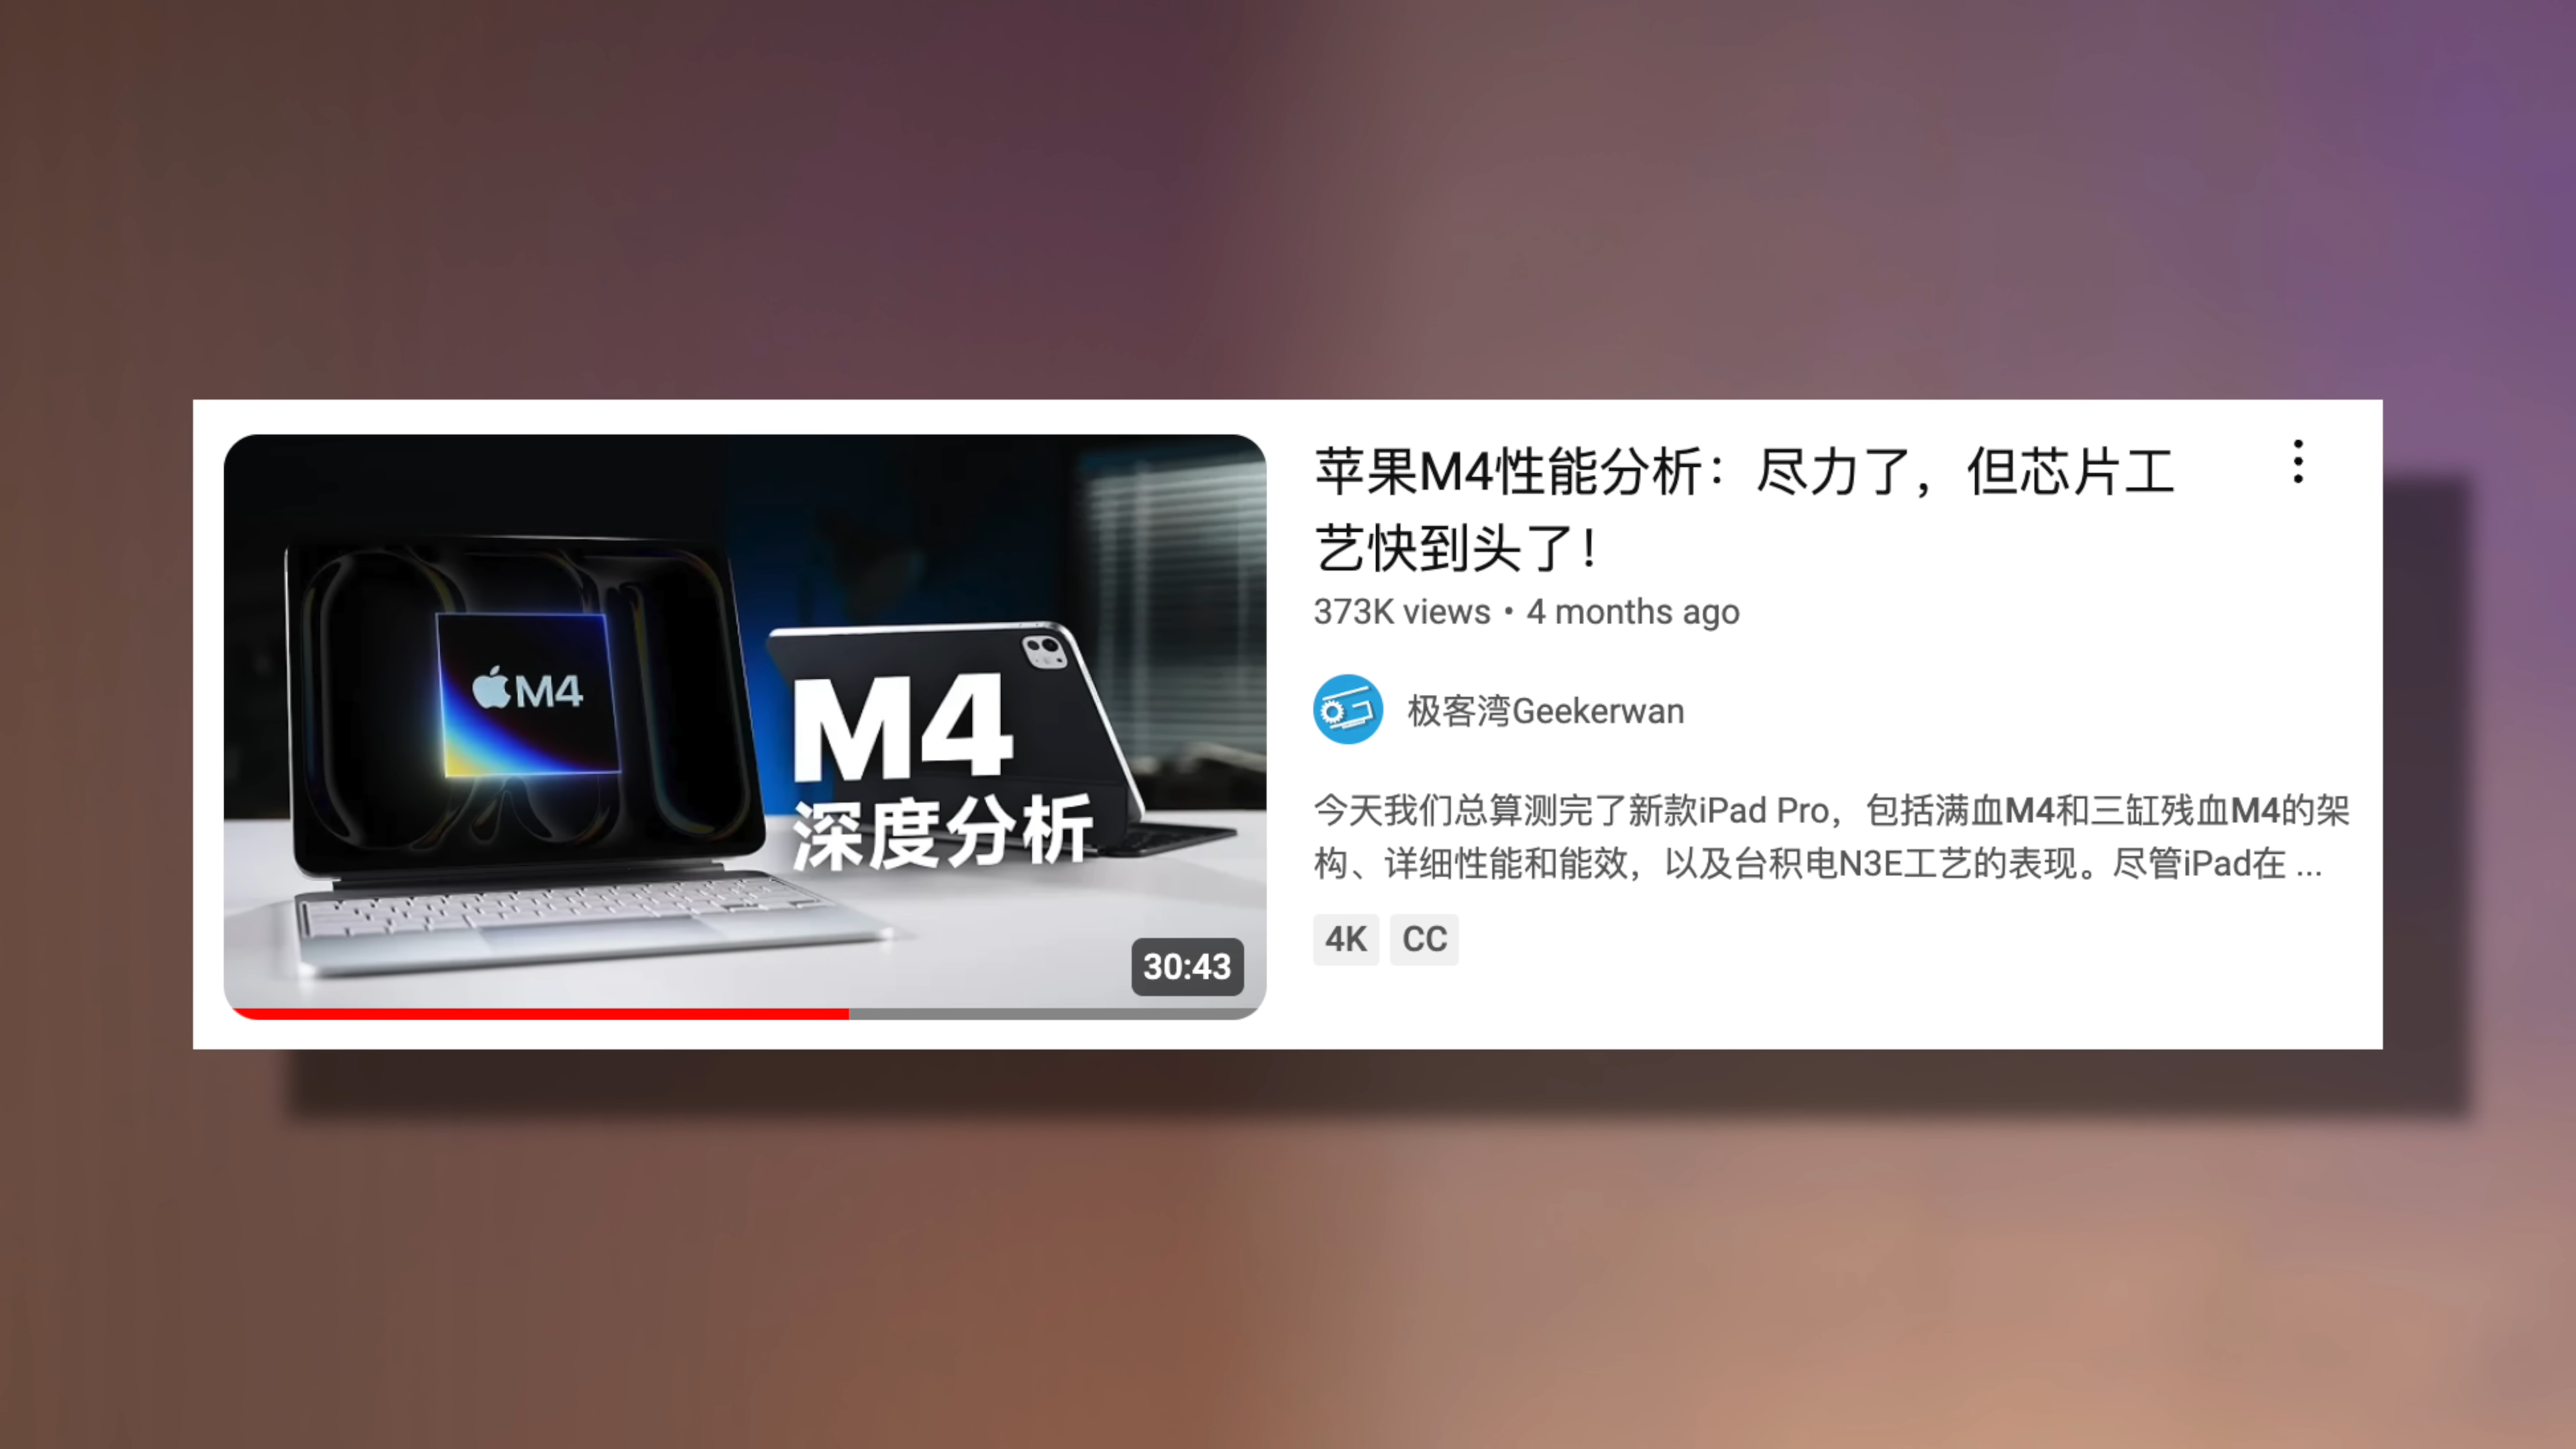 M4
M4
深度分析
30:43
苹果M4性能分析：尽力了，但芯片工
艺快到头了！
373K views • 4 months ago
极客湾Geekerwan
今天我们总算测完了新款iPad Pro，包括满血M4和三缸残血M4的架
构、详细性能和能效，以及台积电N3E工艺的表现。尽管iPad在 ...
4K CC